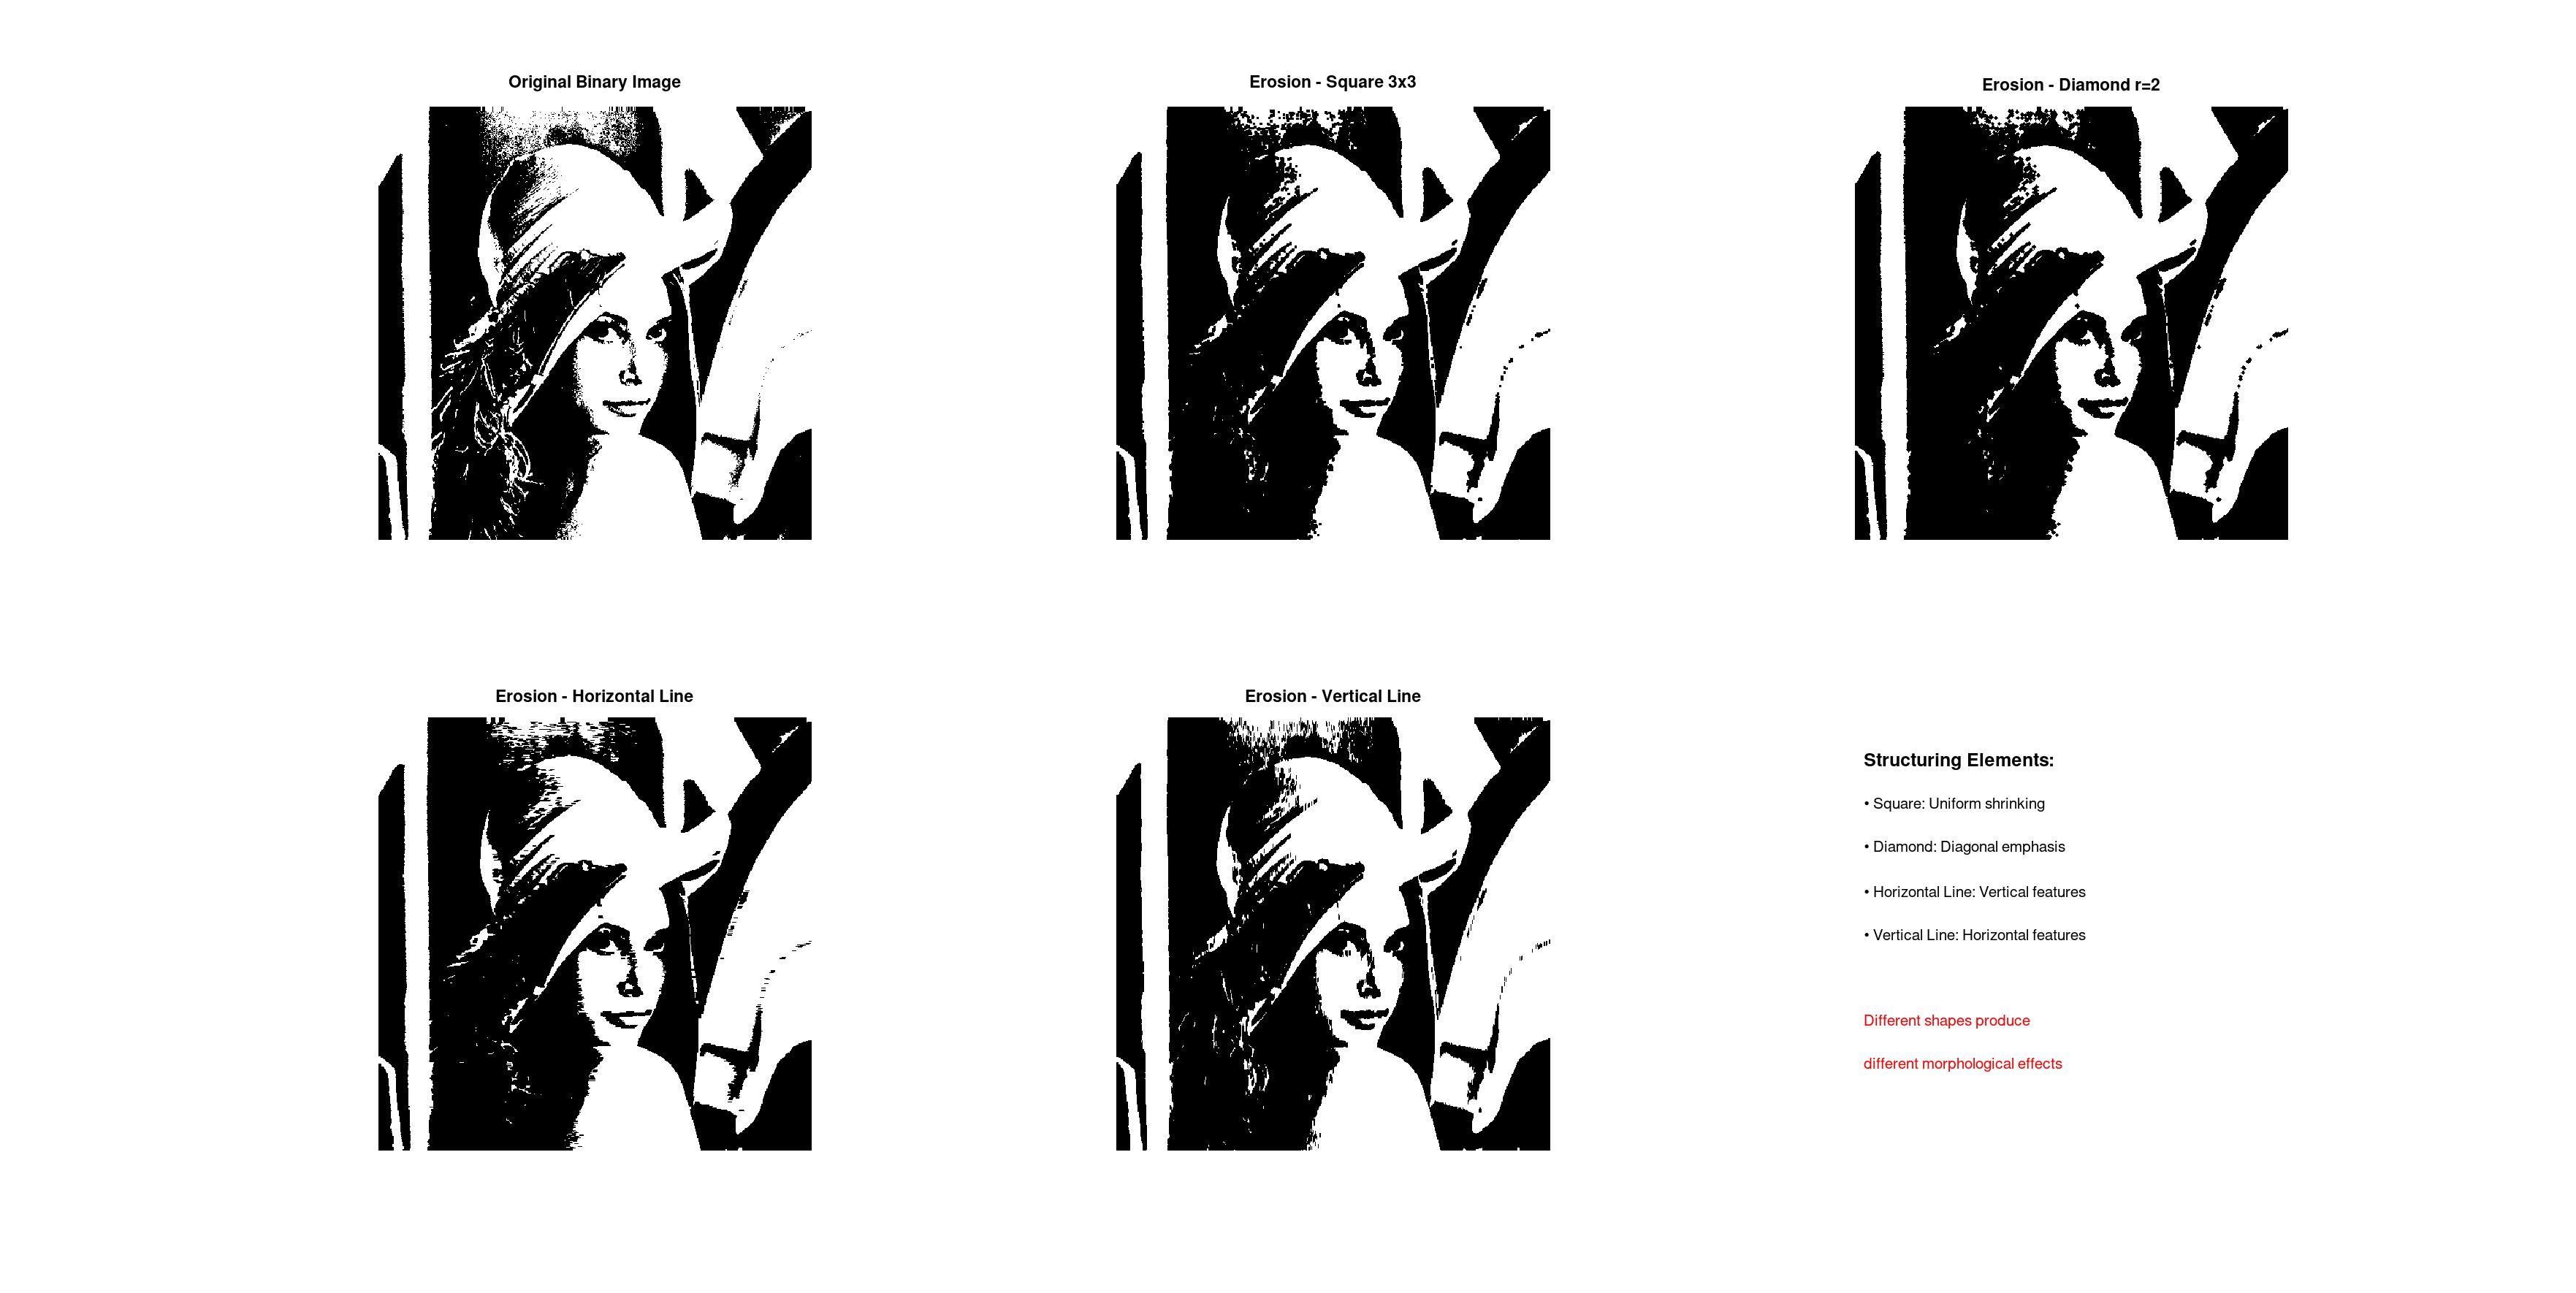 Original Binary Image
Erosion - Square 3x3
Erosion - Diamond r=2
Erosion - Horizontal Line
Erosion - Vertical Line
Structuring Elements:
• Square: Uniform shrinking
• Diamond: Diagonal emphasis
• Horizontal Line: Vertical features
• Vertical Line: Horizontal features
Different shapes produce
different morphological effects